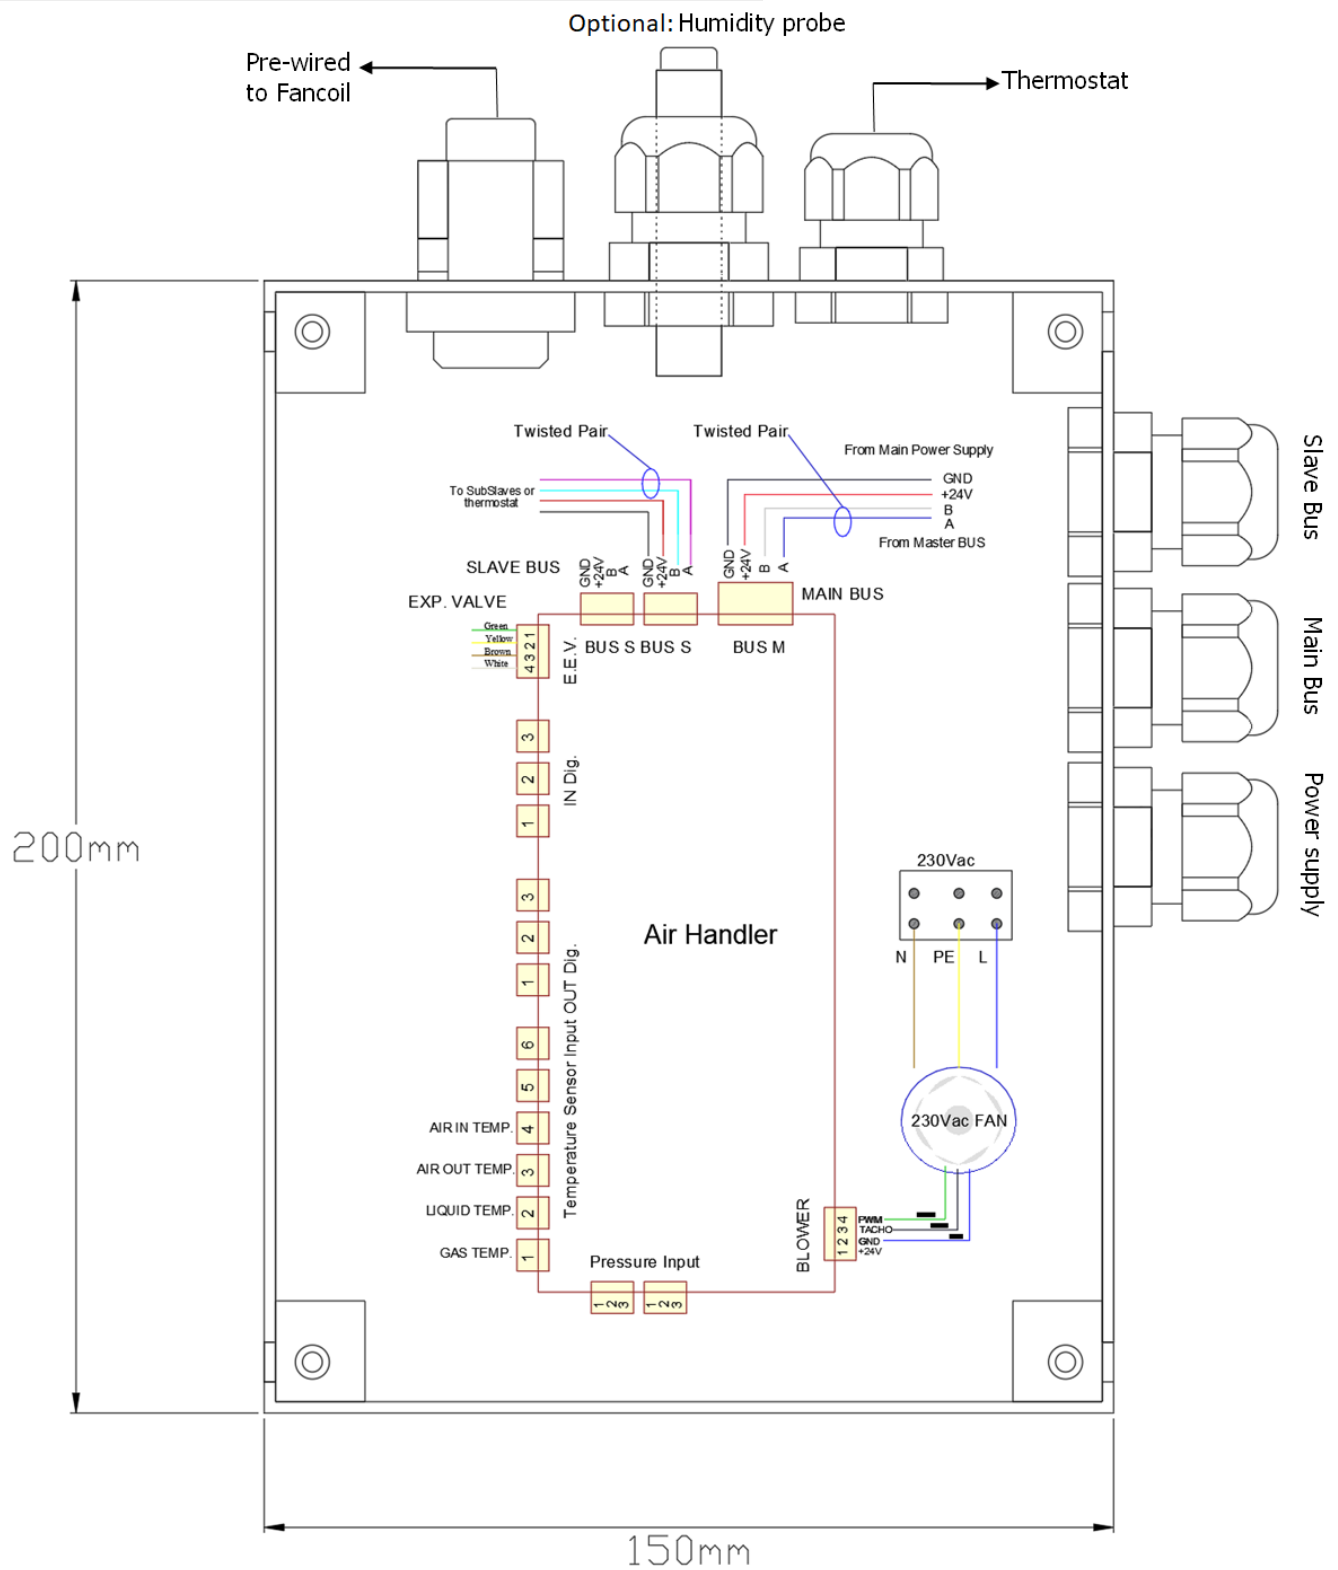 Optional: Humidity probe
Pre-wired
to Fancoil
Thermostat
Twisted Pair
Twisted Pair
From Main Power Supply
To SubSlaves or
thermostat
GND
+24V
B
A
From Master BUS
SLAVE BUS
GND
+24V
B
A
GND
+24V
B
A
GND
+24V
B
A
MAIN BUS
EXP. VALVE
Green
Yellow
Brown
White
4 3 2 1
E.E.V.
BUS S
BUS S
BUS M
3
2
1
IN Dig.
3
2
1
OUT Dig.
6
5
4
3
2
1
Temperature Sensor Input
AIR IN TEMP.
AIR OUT TEMP.
LIQUID TEMP.
GAS TEMP.
Air Handler
230Vac
N
PE
L
230Vac FAN
BLOWER
1 2 3 4
PWM
TACHO
GND
+24V
Pressure Input
1 2 3
1 2 3
Slave Bus
Main Bus
Power supply
200mm
150mm